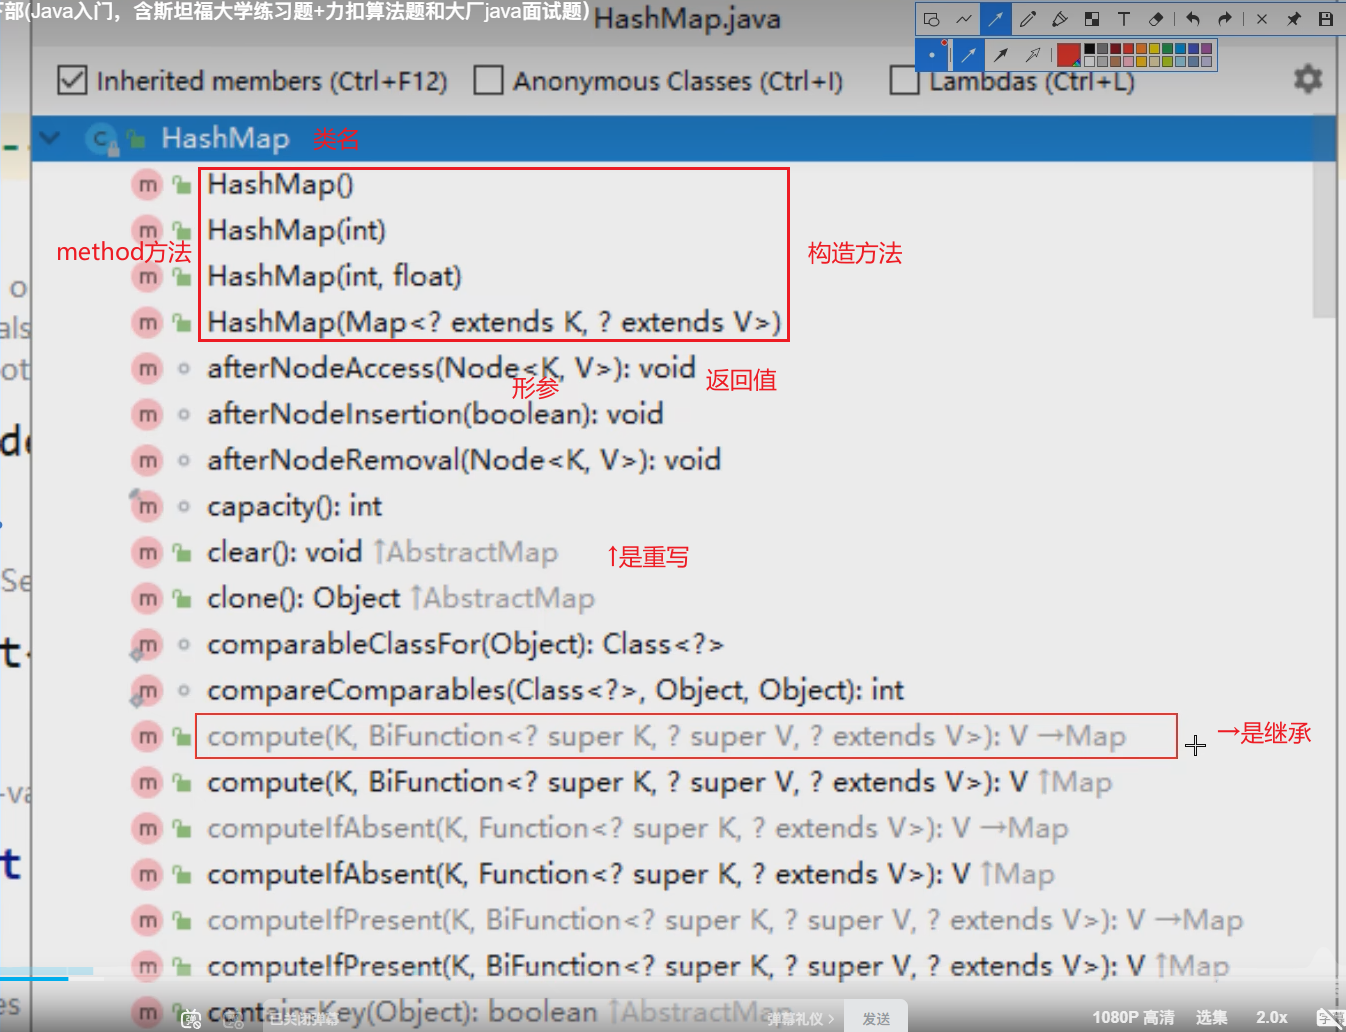 下部(Java入门，含斯坦福大学练习题+力扣算法题和大厂java面试题）
HashMap.java
Inherited members (Ctrl+F12)
Anonymous Classes (Ctrl+I)
Lambdas (Ctrl+L)
HashMap 类名
HashMap()
HashMap(int)
method方法
构造方法
HashMap(int, float)
HashMap(Map<? extends K, ? extends V>)
afterNodeAccess(Node<K, V>): void 返回值
形参
afterNodeInsertion(boolean): void
afterNodeRemoval(Node<K, V>): void
capacity(): int
clear(): void ↑AbstractMap
↑是重写
clone(): Object ↑AbstractMap
comparableClassFor(Object): Class<?>
compareComparables(Class<?>, Object, Object): int
compute(K, BiFunction<? super K, ? super V, ? extends V>): V →Map
→是继承
compute(K, BiFunction<? super K, ? super V, ? extends V>): V ↑Map
computeIfAbsent(K, Function<? super K, ? extends V>): V →Map
computeIfAbsent(K, Function<? super K, ? extends V>): V ↑Map
computeIfPresent(K, BiFunction<? super K, ? super V, ? extends V>): V →Map
computeIfPresent(K, BiFunction<? super K, ? super V, ? extends V>): V ↑Map
containsKey(Object): boolean ↑AbstractMap
已关闭弹幕
弹幕礼仪 >
发送
1080P 高清
选集
2.0x
字幕